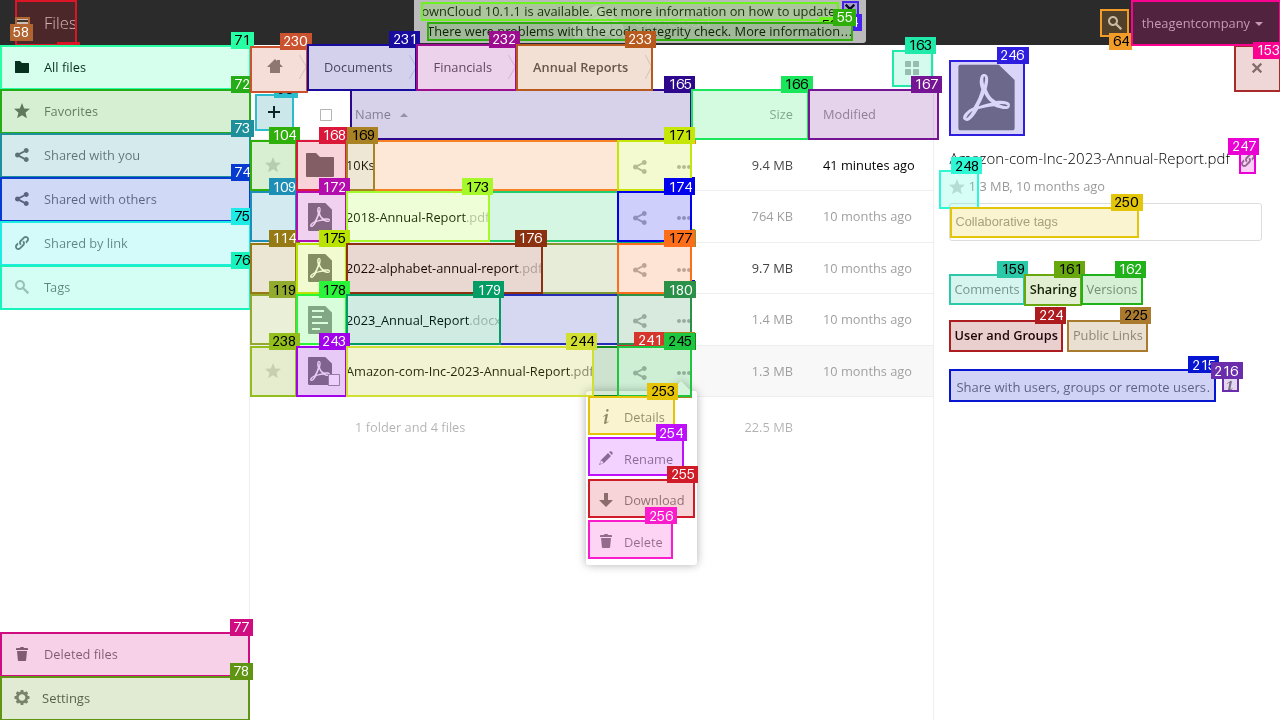 Files
58
ownCloud 10.1.1 is available. Get more information on how to update
There were problems with the code integrity check. More information...
55
64
theagentcompany
153
71
All files
72
Favorites
73
Shared with you
74
Shared with others
75
Shared by link
76
Tags
77
Deleted files
78
Settings
230
231
Documents
232
Financials
233
Annual Reports
163
165
Name
166
Size
167
Modified
104
168
169
10Ks
171
9.4 MB
41 minutes ago
109
172
173
2018-Annual-Report.pdf
174
764 KB
10 months ago
114
175
176
2022-alphabet-annual-report.pdf
177
9.7 MB
10 months ago
119
178
179
2023_Annual_Report.docx
180
1.4 MB
10 months ago
238
243
244
Amazon-com-Inc-2023-Annual-Report.pdf
241
245
1.3 MB
10 months ago
1 folder and 4 files
22.5 MB
253
Details
254
Rename
255
Download
256
Delete
246
Amazon-com-Inc-2023-Annual-Report.pdf
247
248
MB, 10 months ago
250
Collaborative tags
159
Comments
161
Sharing
162
Versions
224
User and Groups
225
Public Links
215
Share with users, groups or remote users.
216